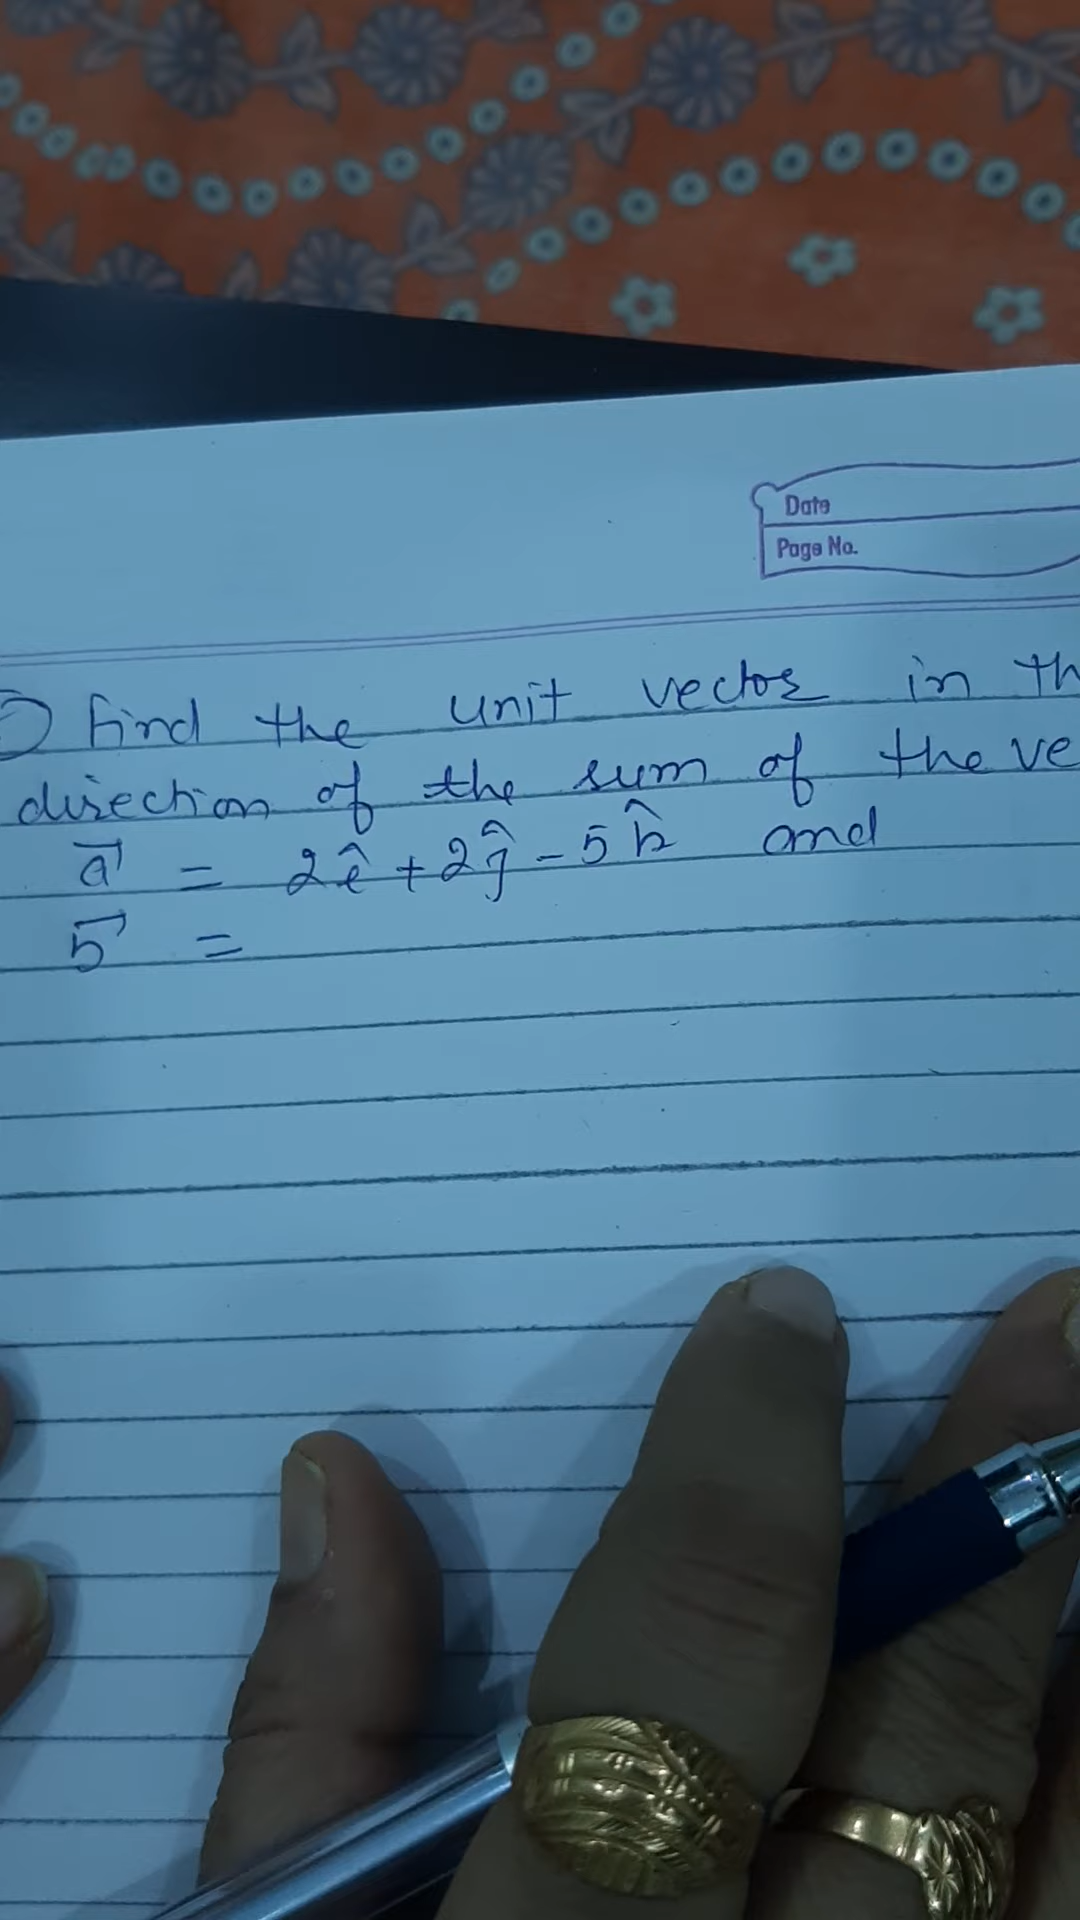 Date
Page No.
Find the unit vector in th
direction of the sum of the ve
a⃗ = 2î + 2ĵ - 5k̂ and
b⃗ =